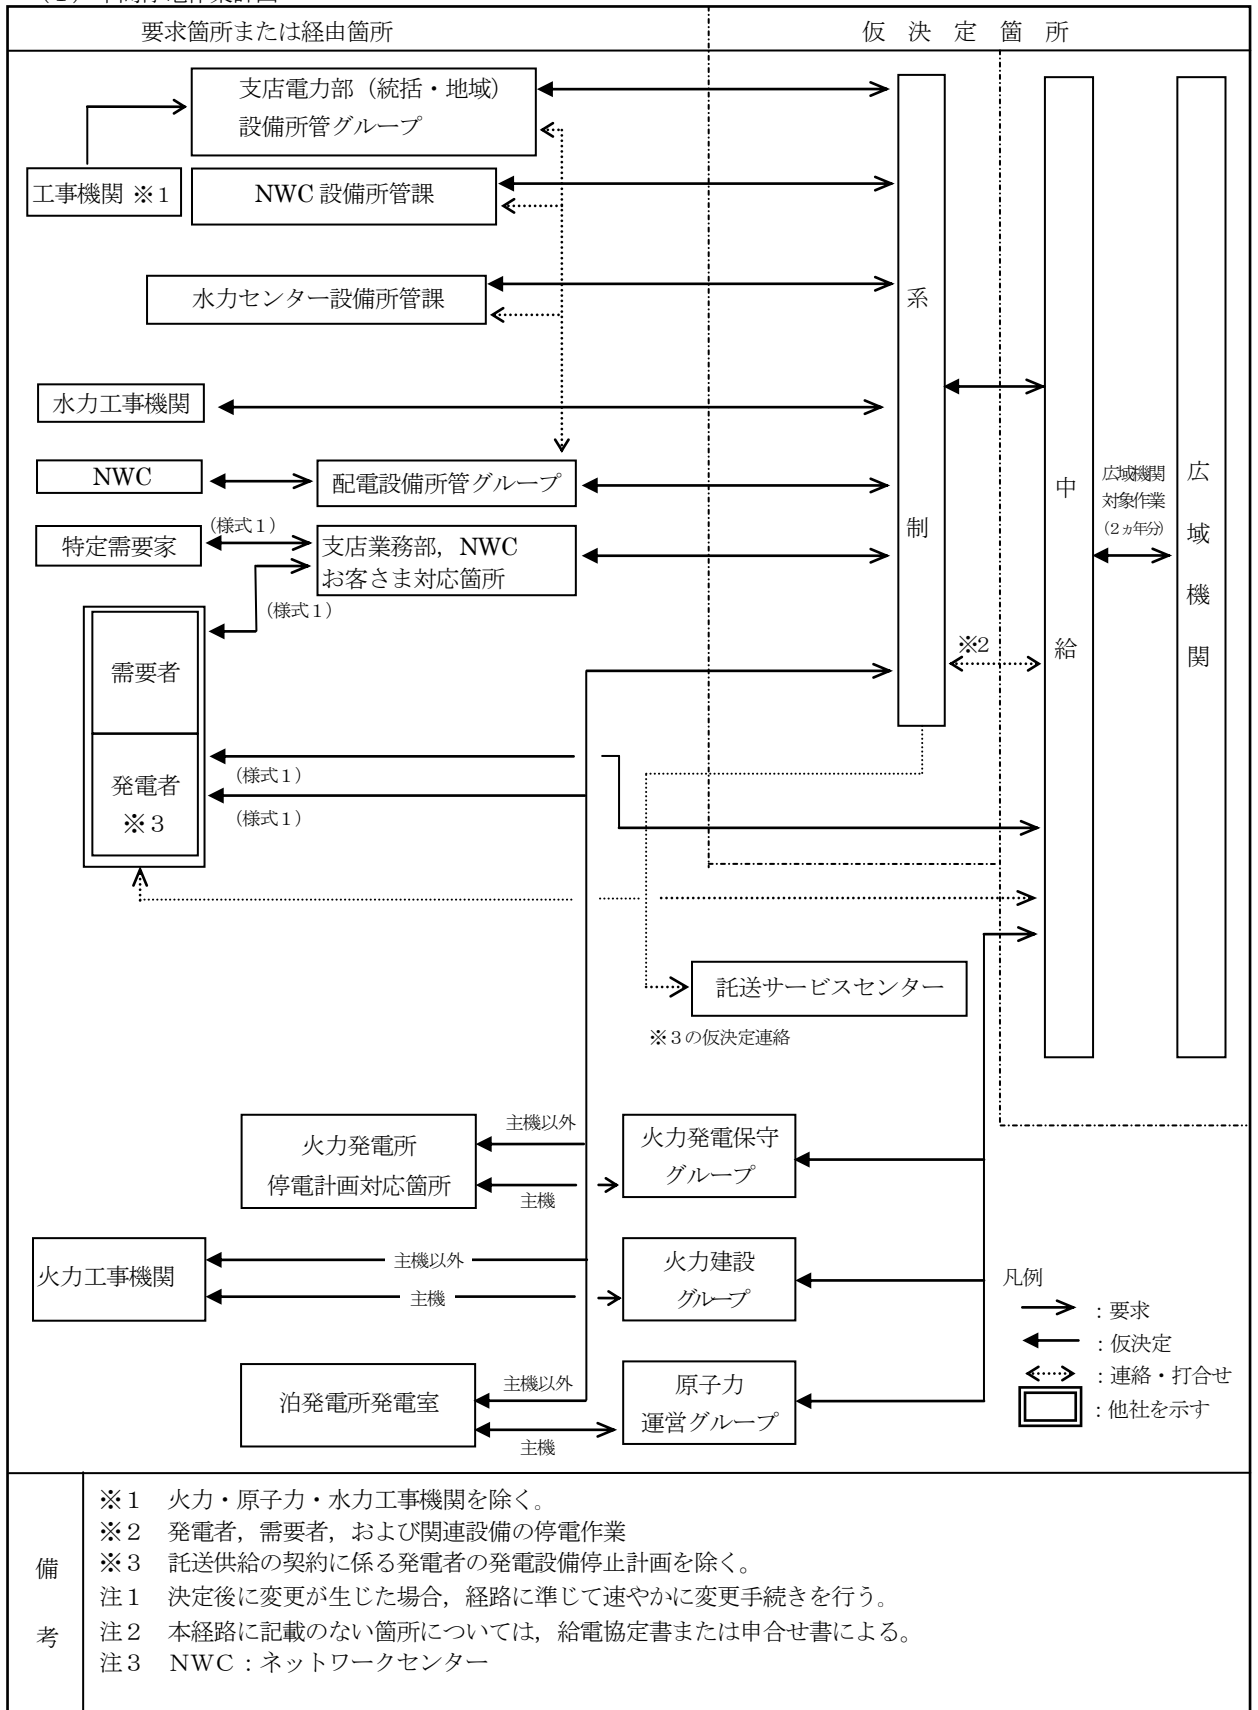 要求箇所または経由箇所
仮決定箇所
支店電力部（統括・地域）
設備所管グループ
工事機関 ※1
NWC 設備所管課
水力センター設備所管課
水力工事機関
NWC
配電設備所管グループ
特定需要家
（様式１）
支店業務部，NWC
お客さま対応箇所
（様式１）
需要者
発電者
※３
（様式１）
（様式１）
系制
※2
中給
広域機関
対象作業
（２ヵ年分）
広域機関
託送サービスセンター
※３の仮決定連絡
火力発電所
停電計画対応箇所
主機以外
主機
火力発電保守
グループ
火力工事機関
主機以外
主機
火力建設
グループ
泊発電所発電室
主機以外
主機
原子力
運営グループ
凡例
：要求
：仮決定
：連絡・打合せ
：他社を示す
備考
※１　火力・原子力・水力工事機関を除く。
※２　発電者，需要者，および関連設備の停電作業
※３　託送供給の契約に係る発電者の発電設備停止計画を除く。
注１　決定後に変更が生じた場合，経路に準じて速やかに変更手続きを行う。
注２　本経路に記載のない箇所については，給電協定書または申合せ書による。
注３　ＮＷＣ：ネットワークセンター